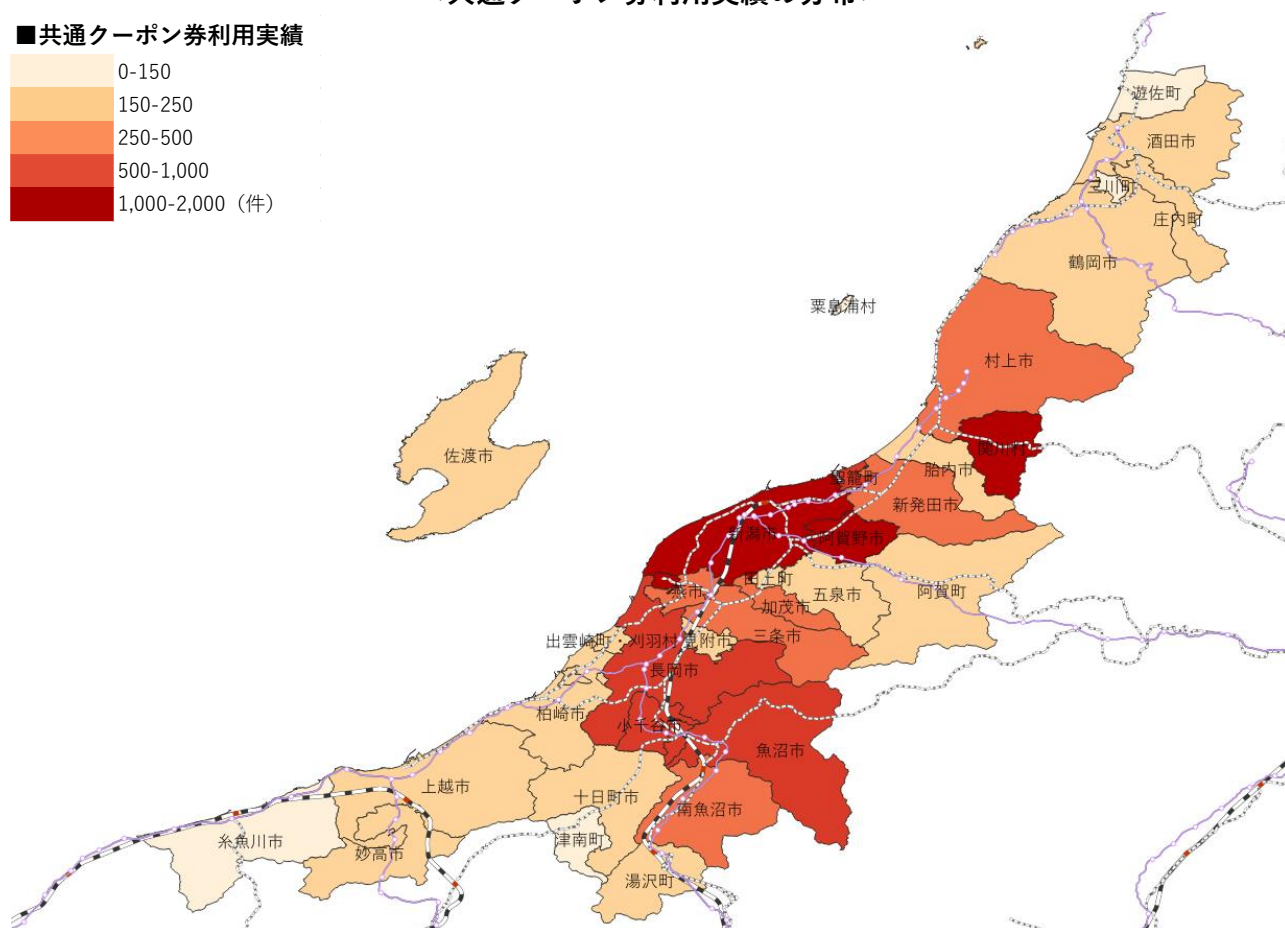 ■共通クーポン券利用実績
0-150
150-250
250-500
500-1,000
1,000-2,000（件）
遊佐町
酒田市
三川町
庄内町
鶴岡市
粟島浦村
村上市
関川村
佐渡市
胎内市
聖籠町
新発田市
新潟市
阿賀野市
田上町
五泉市
阿賀町
燕市
加茂市
三条市
出雲崎町
刈羽村
見附市
長岡市
柏崎市
小千谷市
魚沼市
上越市
十日町市
南魚沼市
糸魚川市
妙高市
津南町
湯沢町